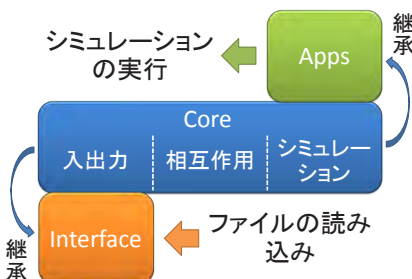 シミュレーション
の実行
Apps
継承
Core
入出力
相互作用
シミュレー
ション
Interface
ファイルの読み
込み
継承